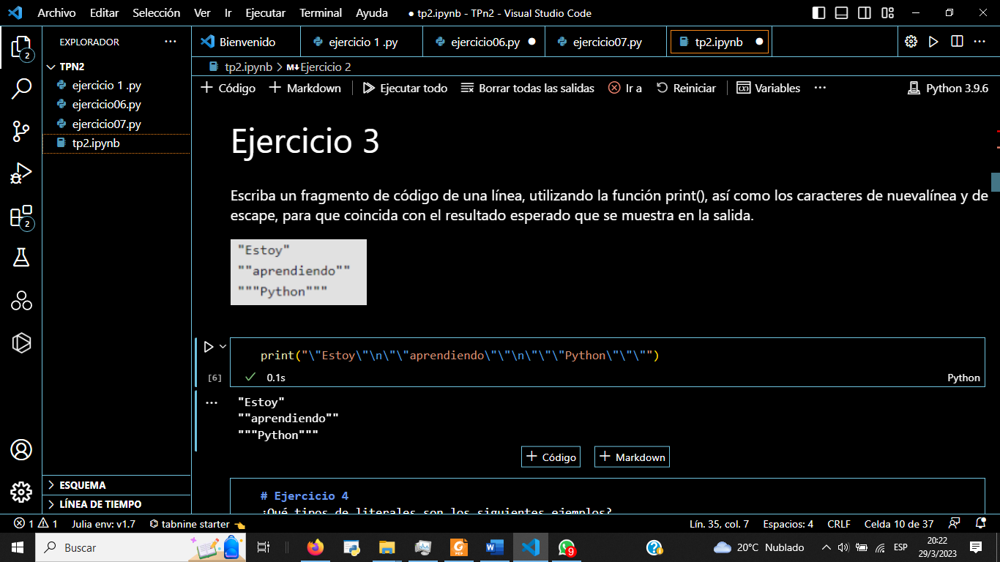 Archivo Editar Selección Ver Ir Ejecutar Terminal Ayuda ● tp2.ipynb - TPn2 - Visual Studio Code
EXPLORADOR
Bienvenido ejercicio 1 .py ejercicio06.py ejercicio07.py tp2.ipynb
2
TPN2
ejercicio 1 .py
ejercicio06.py
ejercicio07.py
tp2.ipynb
2
ESQUEMA
LÍNEA DE TIEMPO
tp2.ipynb > M↓Ejercicio 2
+ Código + Markdown Ejecutar todo Borrar todas las salidas Ir a Reiniciar Variables ··· Python 3.9.6
Ejercicio 3
Escriba un fragmento de código de una línea, utilizando la función print(), así como los caracteres de nuevalínea y de
escape, para que coincida con el resultado esperado que se muestra en la salida.
"Estoy"
""aprendiendo""
"""Python"""
print("\"Estoy\"\n\"\"aprendiendo\"\"\n\"\"\"Python\"\"\"")
[6] 0.1s Python
"Estoy"
""aprendiendo""
"""Python"""
+ Código + Markdown
# Ejercicio 4
¿Qué tipos de literales son los siguientes ejemplos?
1 1 Julia env: v1.7 tabnine starter Lín. 35, col. 7 Espacios: 4 CRLF Celda 10 de 37
Buscar 9 20°C Nublado ESP 20:22
29/3/2023